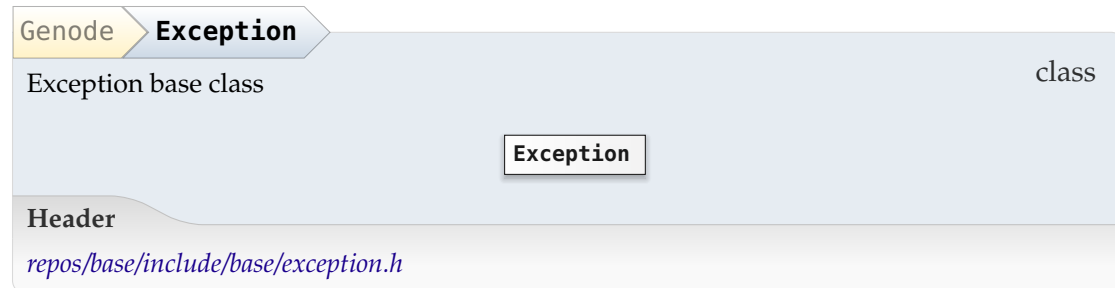 Genode Exception
class
Exception base class
Exception
Header
repos/base/include/base/exception.h